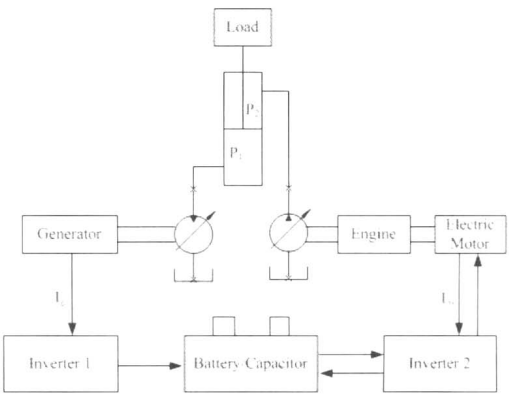 Load
P2
P1
Generator
Engine
Electric
Motor
Inverter 1
Battery-Capacitor
Inverter 2